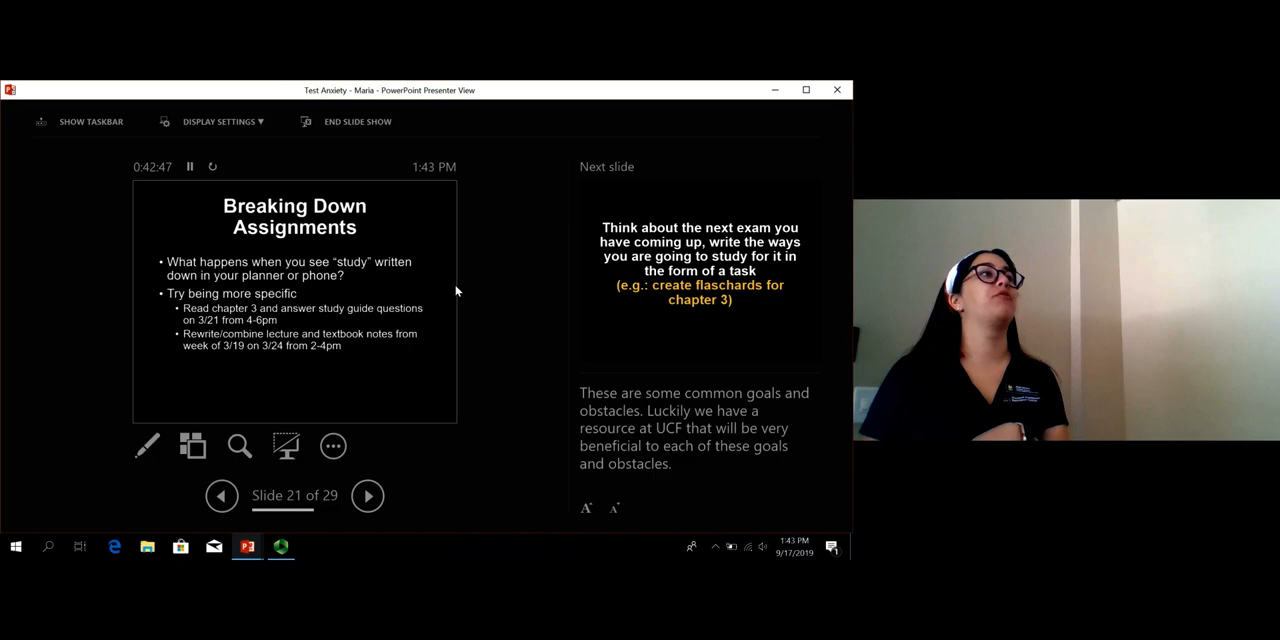 Test Anxiety - Maria - PowerPoint Presenter View
SHOW TASKBAR
DISPLAY SETTINGS ▼
END SLIDE SHOW
0:42:47
1:43 PM
Breaking Down
Assignments
• What happens when you see “study” written
down in your planner or phone?
• Try being more specific
• Read chapter 3 and answer study guide questions
on 3/21 from 4-6pm
• Rewrite/combine lecture and textbook notes from
week of 3/19 on 3/24 from 2-4pm
Slide 21 of 29
Next slide
Think about the next exam you
have coming up, write the ways
you are going to study for it in
the form of a task
(e.g.: create flaschards for
chapter 3)
These are some common goals and
obstacles. Luckily we have a
resource at UCF that will be very
beneficial to each of these goals
and obstacles.
A
A
1:43 PM
9/17/2019